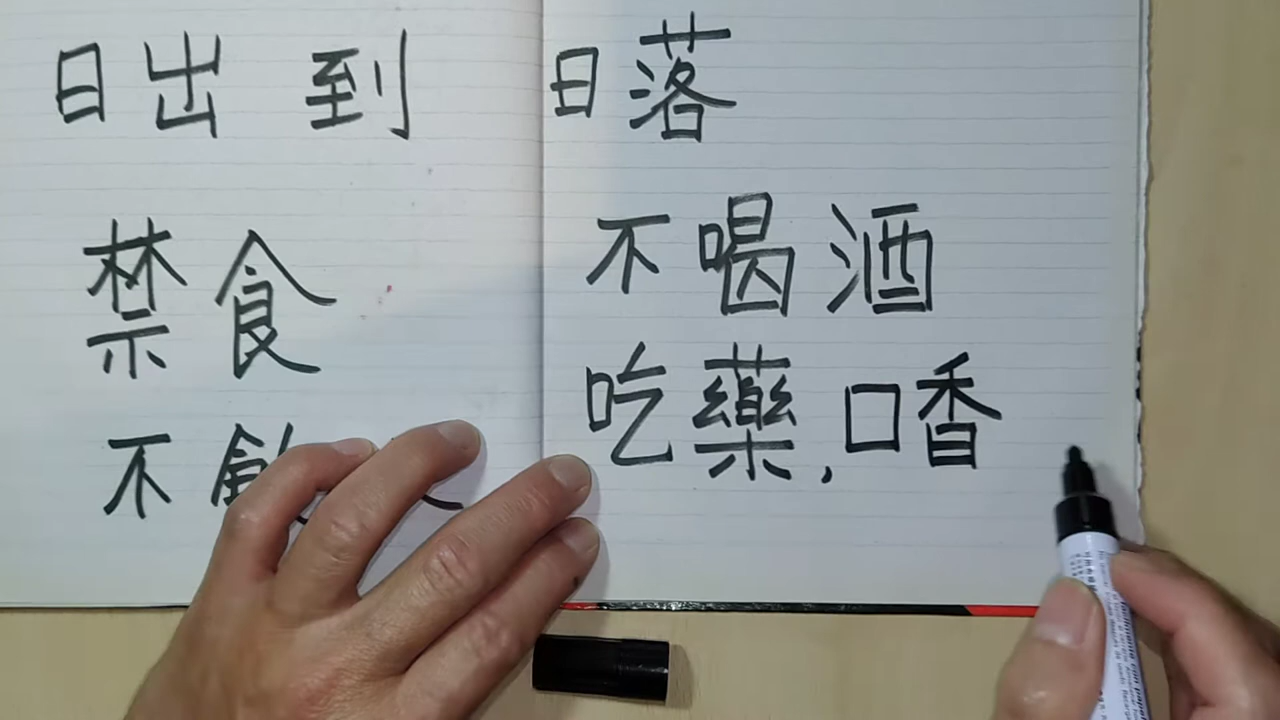 日出 到 日落
禁食
不
不喝酒
吃藥,口香